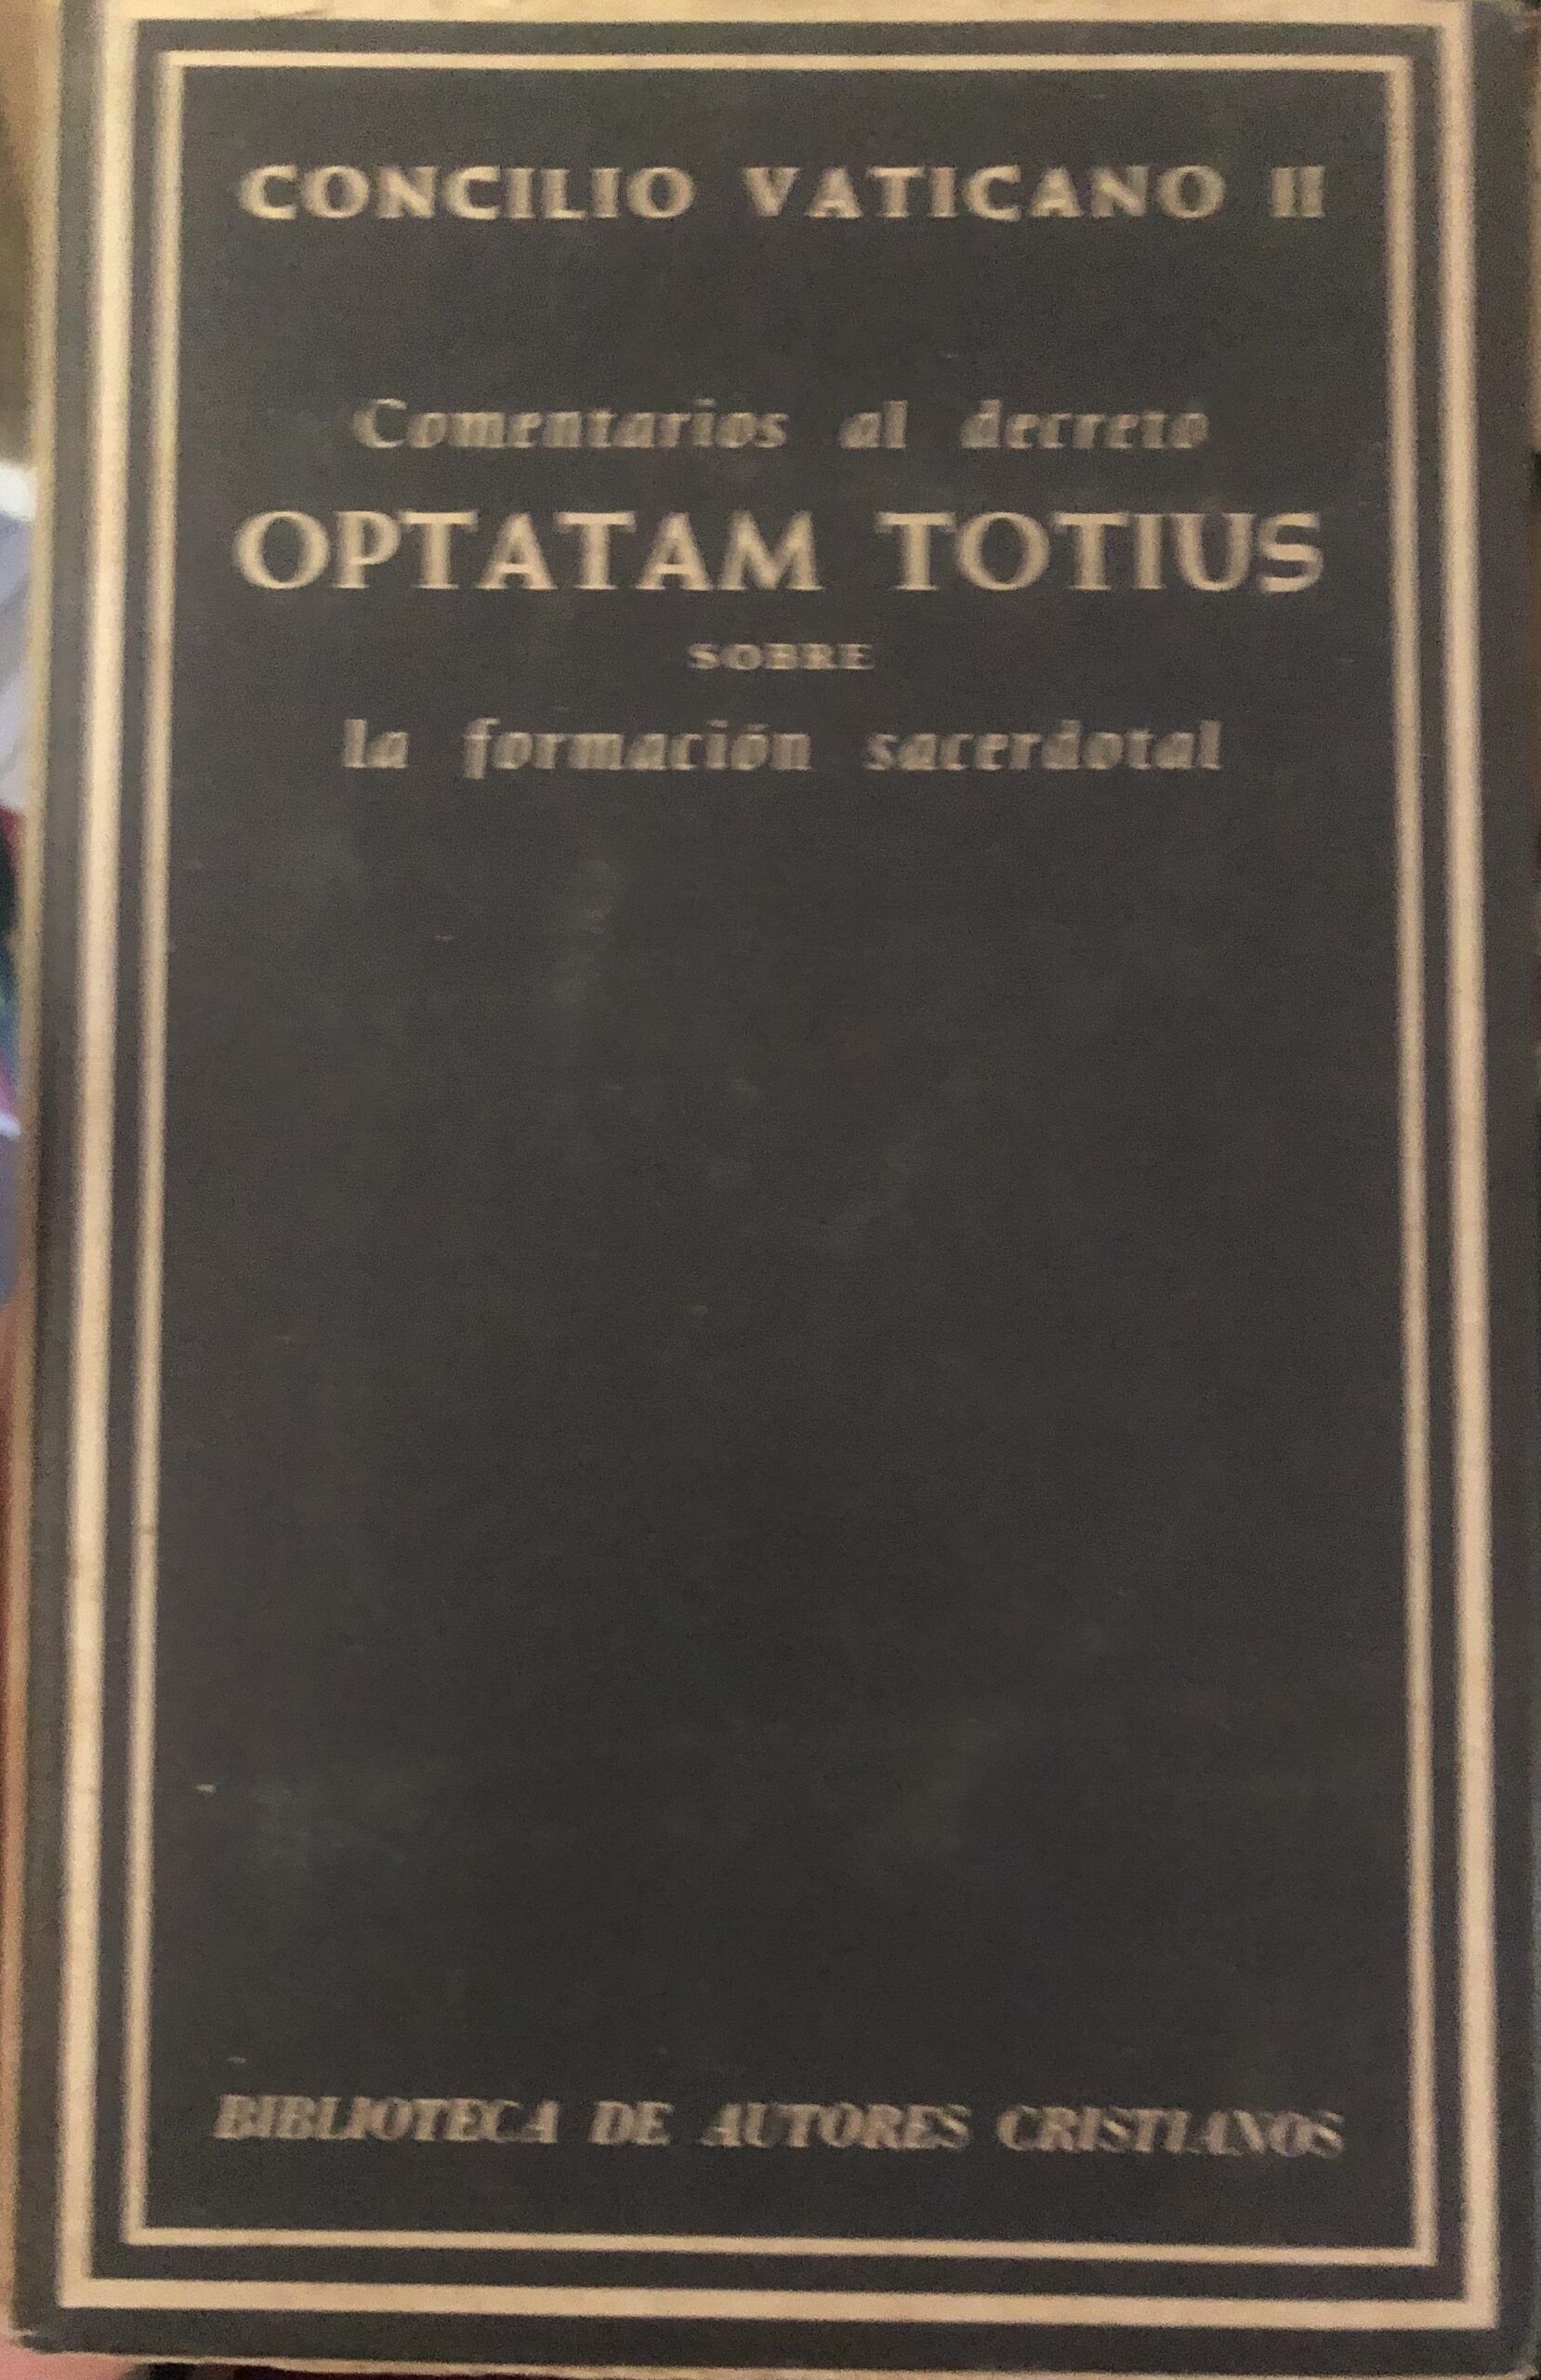 CONCILIO VATICANO II
Comentarios al decreto
OPTATAM TOTIUS
SOBRE
la formación sacerdotal
BIBLIOTECA DE AUTORES CRISTIANOS